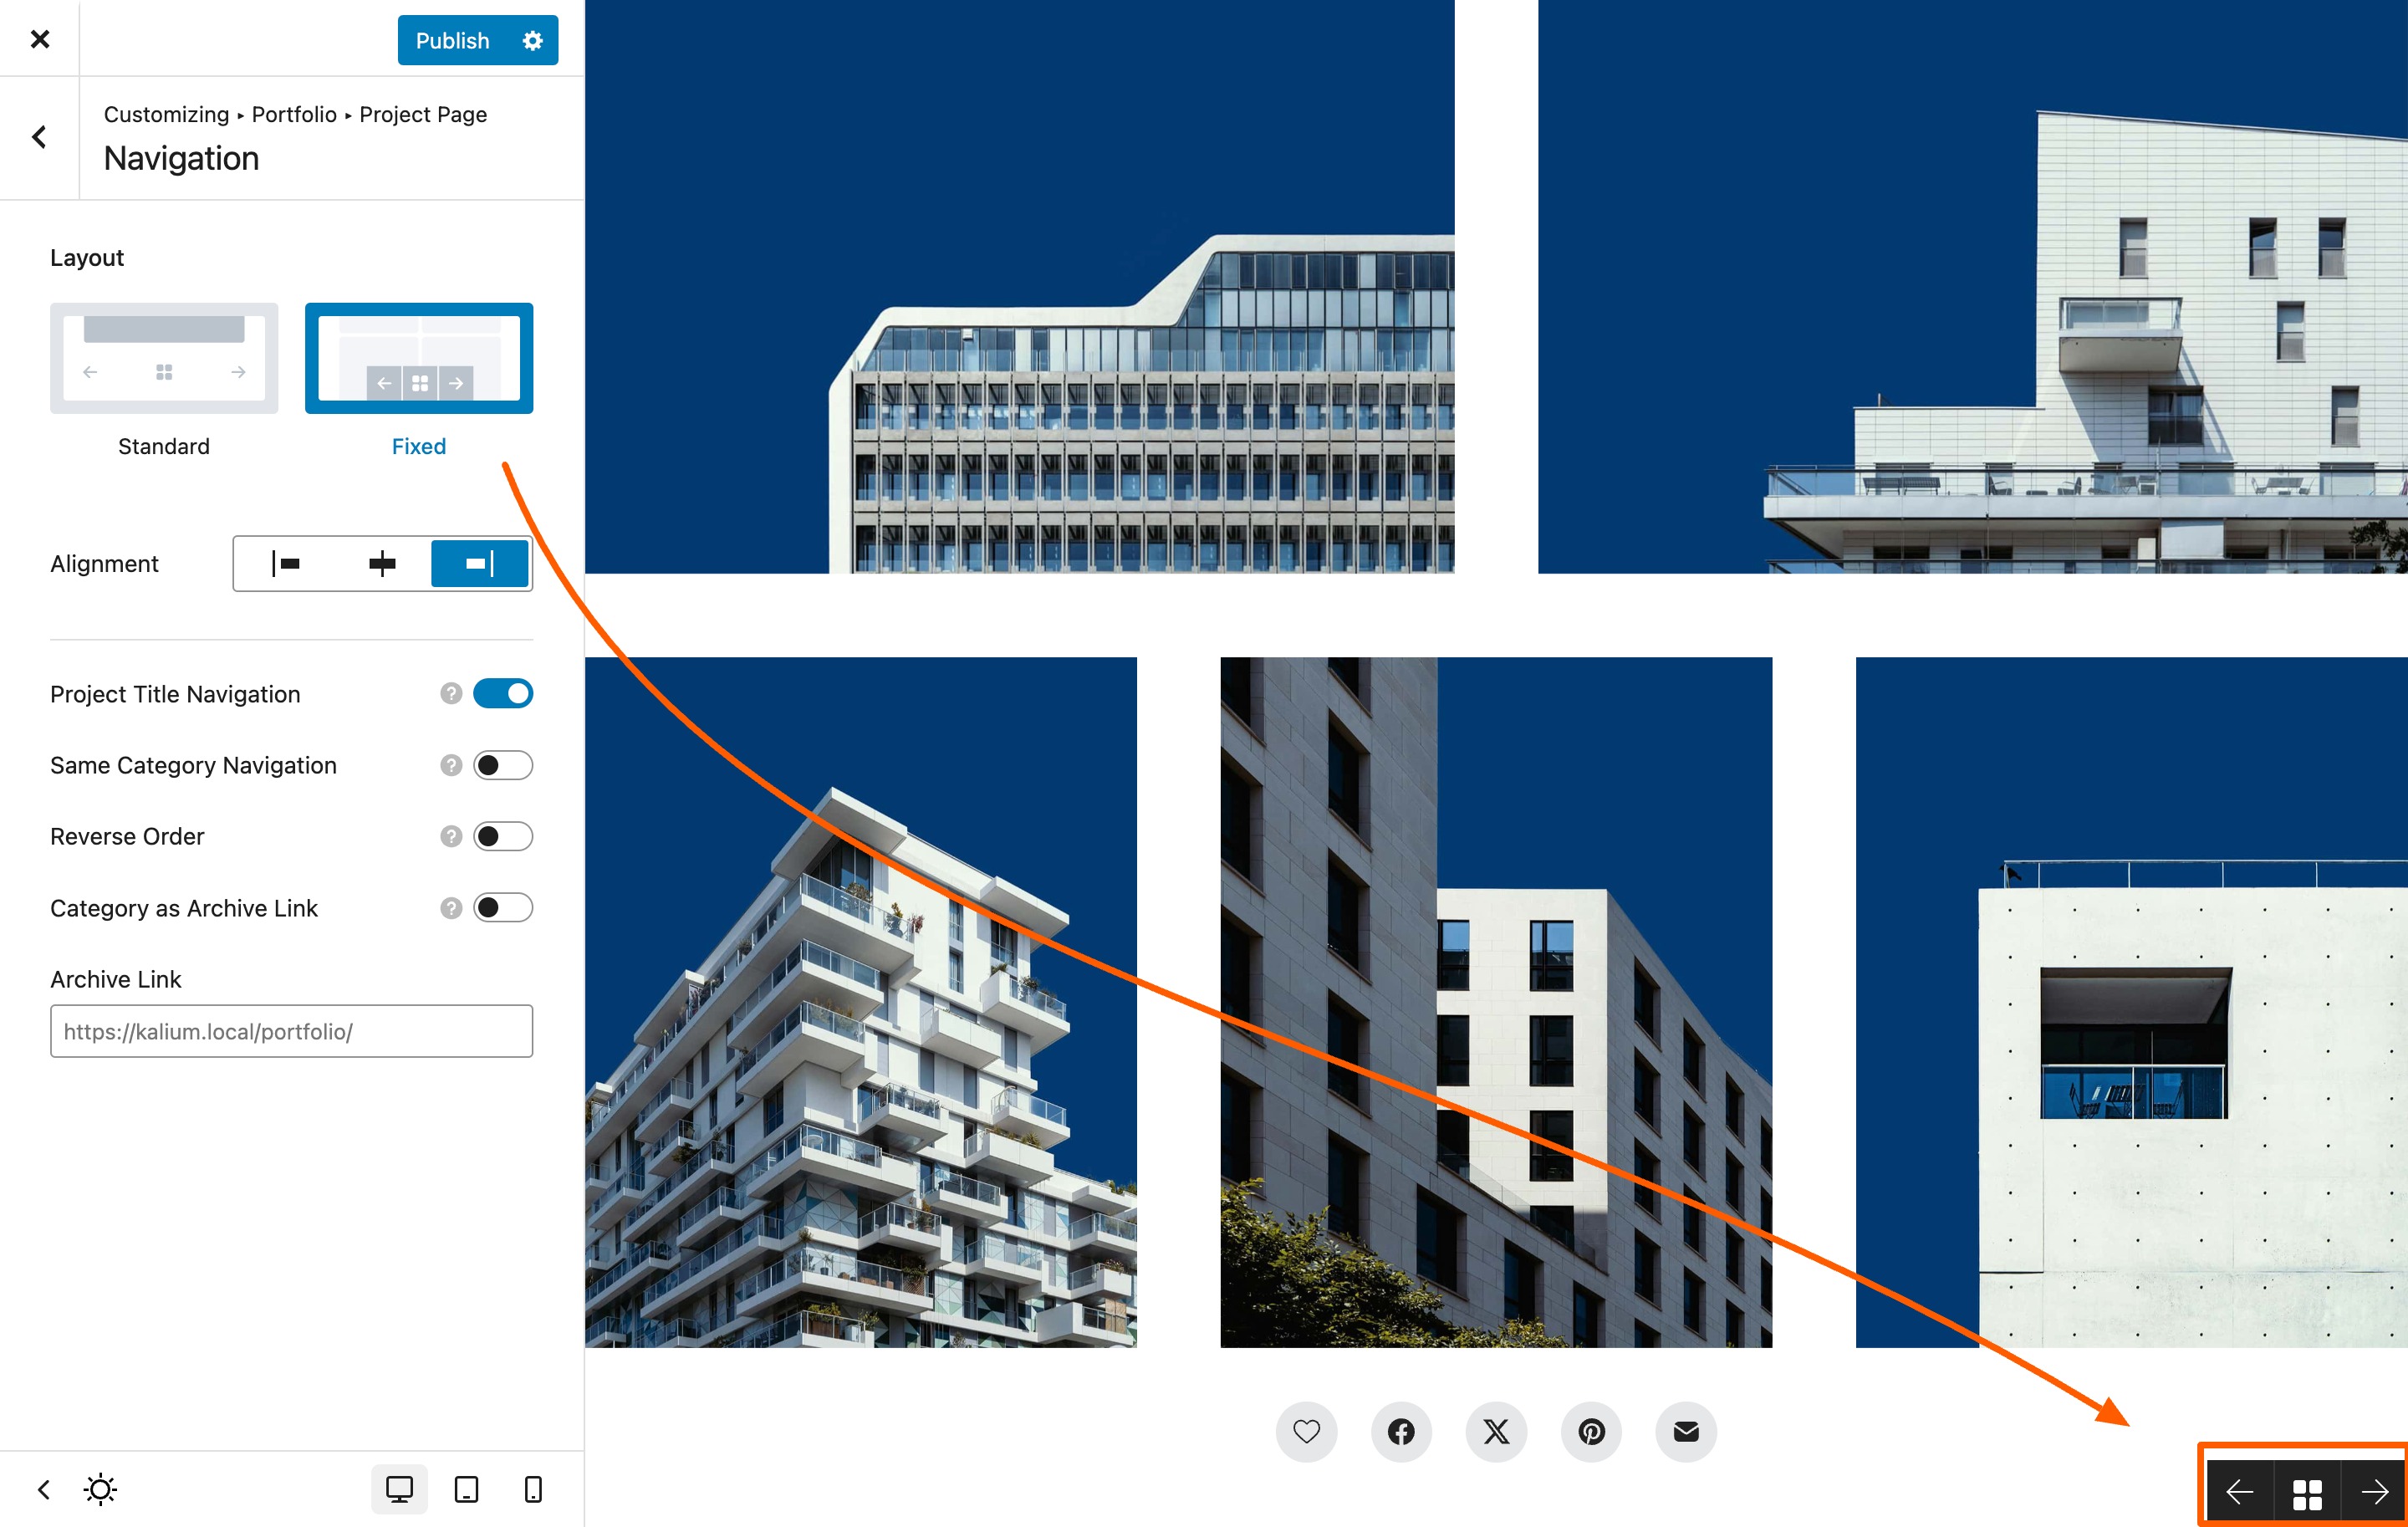 Publish
Customizing ▸ Portfolio ▸ Project Page
Navigation
Layout
Standard
Fixed
Alignment
Project Title Navigation ?
Same Category Navigation ?
Reverse Order ?
Category as Archive Link ?
Archive Link
https://kalium.local/portfolio/